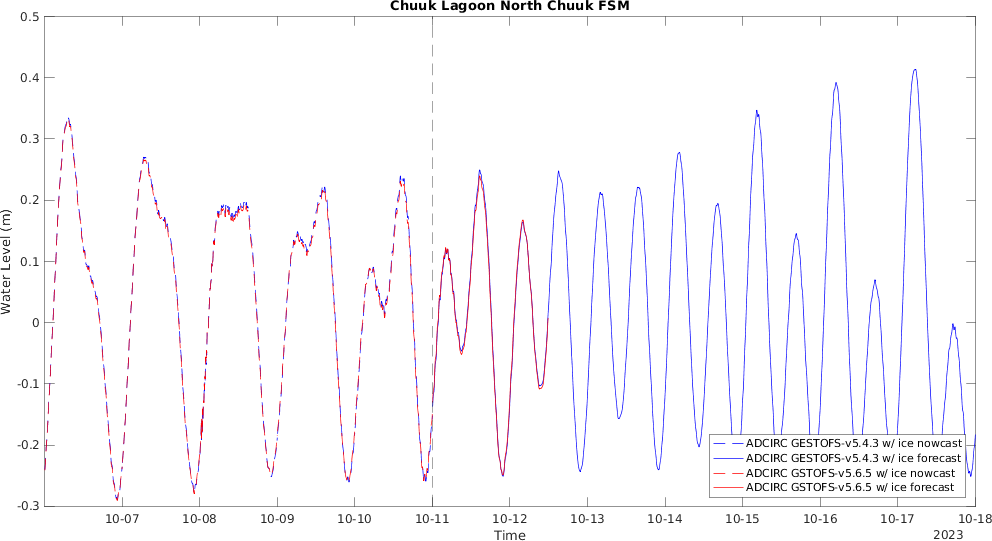 Chuuk Lagoon North Chuuk FSM
0.5
0.4
0.3
0.2
0.1
0
-0.1
-0.2
-0.3
Water Level (m)
ADCIRC GESTOFS-v5.4.3 w/ ice nowcast
ADCIRC GESTOFS-v5.4.3 w/ ice forecast
ADCIRC GSTOFS-v5.6.5 w/ ice nowcast
ADCIRC GSTOFS-v5.6.5 w/ ice forecast
10-07 10-08 10-09 10-10 10-11 10-12 10-13 10-14 10-15 10-16 10-17 10-18
Time
2023